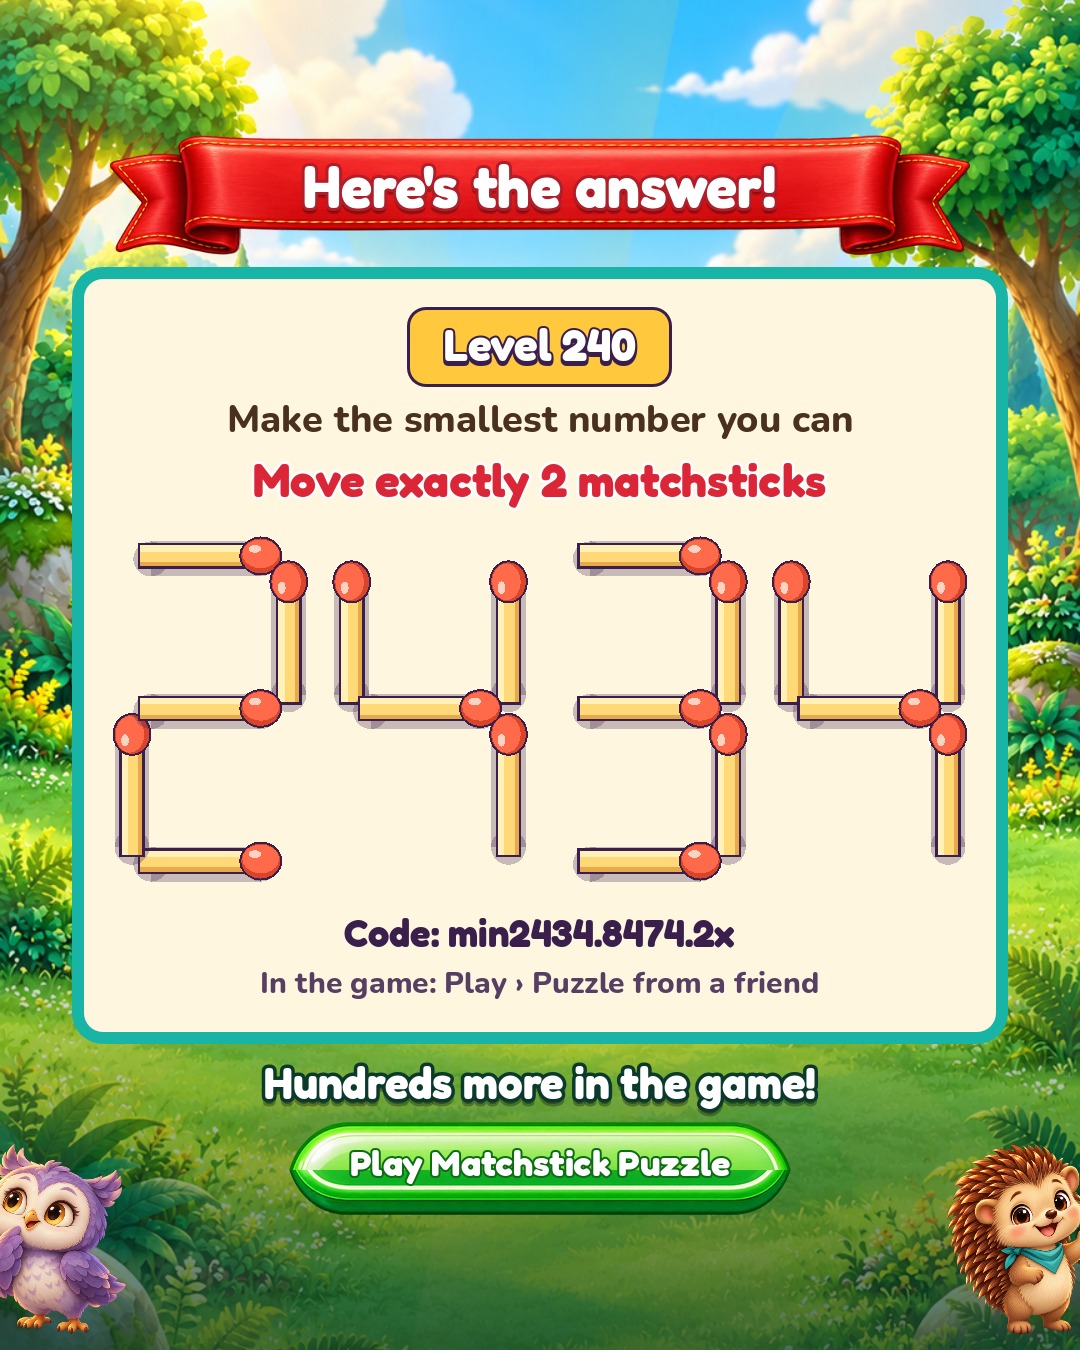 Here's the answer!
Level 240
Make the smallest number you can
Move exactly 2 matchsticks
2434
Code: min2434.8474.2x
In the game: Play › Puzzle from a friend
Hundreds more in the game!
Play Matchstick Puzzle